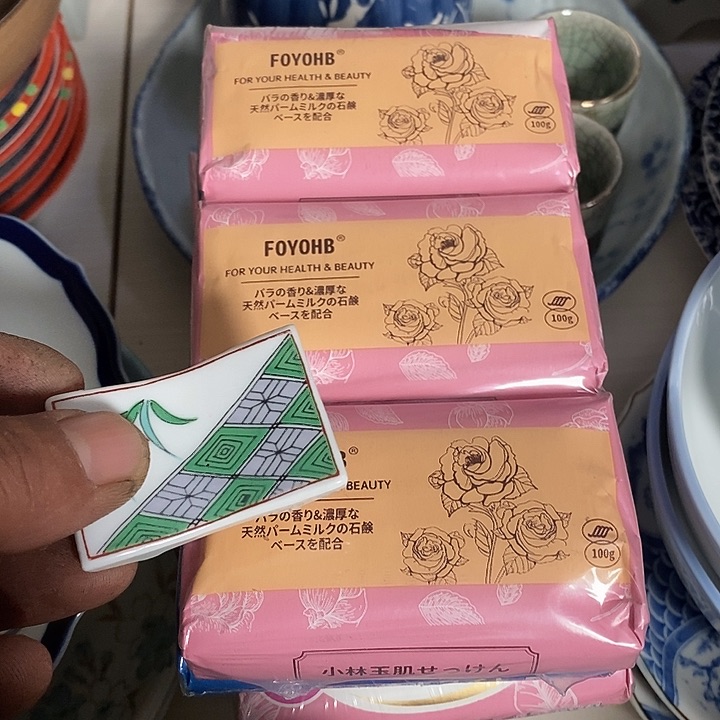 FOYOHB®
FOR YOUR HEALTH & BEAUTY
バラの香り&濃厚な
天然パームミルクの石鹸
ベースを配合
100g
FOYOHB®
FOR YOUR HEALTH & BEAUTY
バラの香り&濃厚な
天然パームミルクの石鹸
ベースを配合
100g
HB®
BEAUTY
バラの香り&濃厚な
天然パームミルクの石鹸
ベースを配合
100g
小林玉肌せっけん